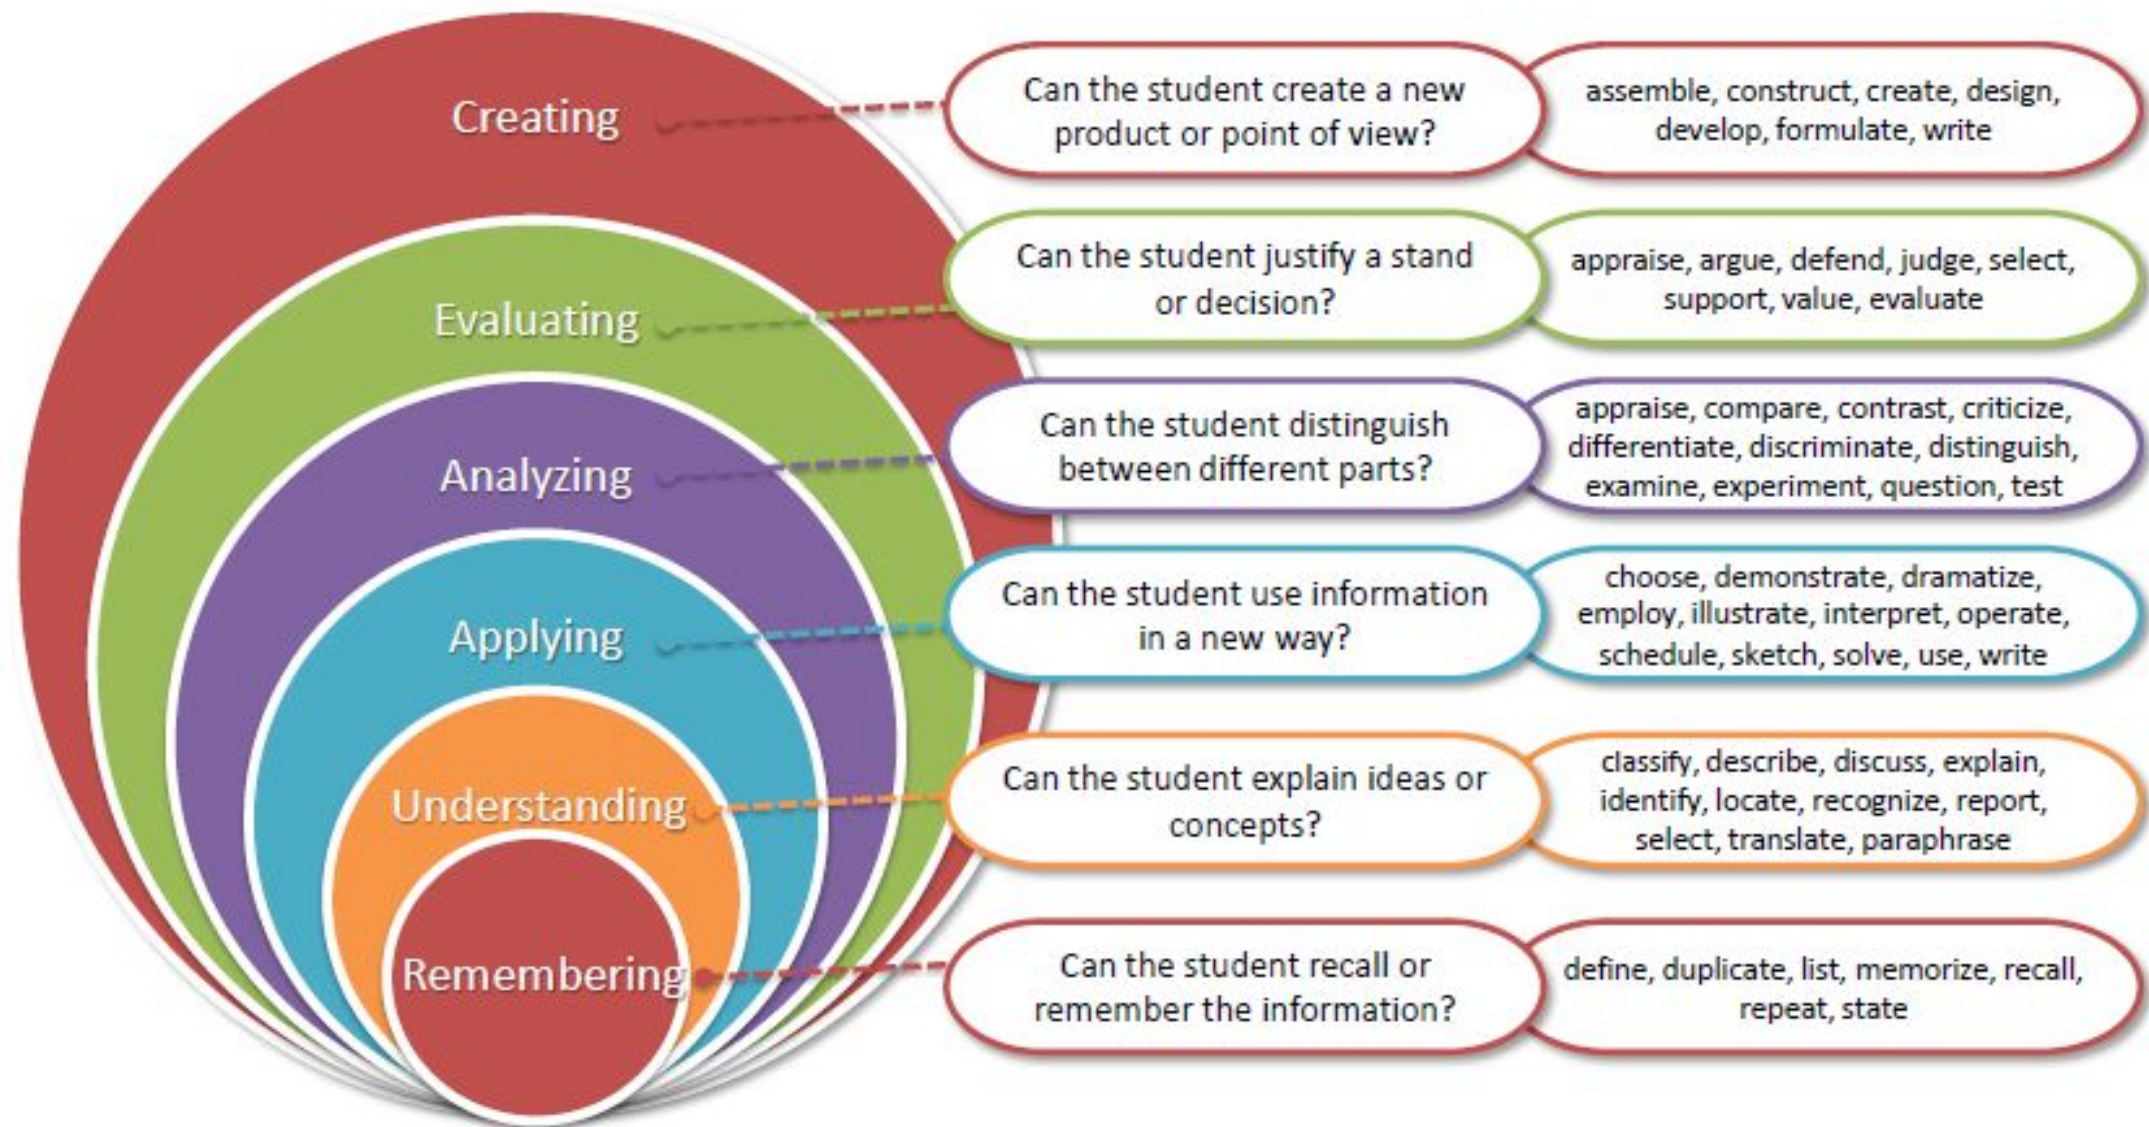 Creating
Can the student create a new
product or point of view?
assemble, construct, create, design,
develop, formulate, write
Evaluating
Can the student justify a stand
or decision?
appraise, argue, defend, judge, select,
support, value, evaluate
Analyzing
Can the student distinguish
between different parts?
appraise, compare, contrast, criticize,
differentiate, discriminate, distinguish,
examine, experiment, question, test
Applying
Can the student use information
in a new way?
choose, demonstrate, dramatize,
employ, illustrate, interpret, operate,
schedule, sketch, solve, use, write
Understanding
Can the student explain ideas or
concepts?
classify, describe, discuss, explain,
identify, locate, recognize, report,
select, translate, paraphrase
Remembering
Can the student recall or
remember the information?
define, duplicate, list, memorize, recall,
repeat, state